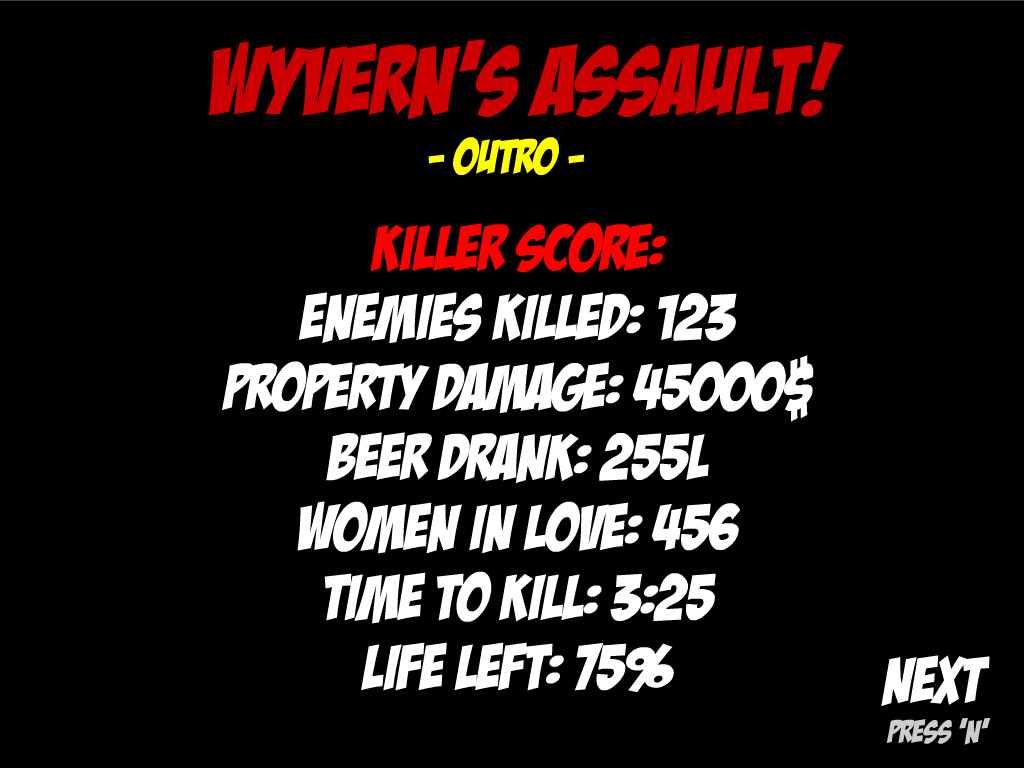 WYVERN'S ASSAULT!
- OUTRO -
KILLER SCORE:
ENEMIES KILLED: 123
PROPERTY DAMAGE: 45000$
BEER DRANK: 255L
WOMEN IN LOVE: 456
TIME TO KILL: 3:25
LIFE LEFT: 75%
NEXT
PRESS 'N'